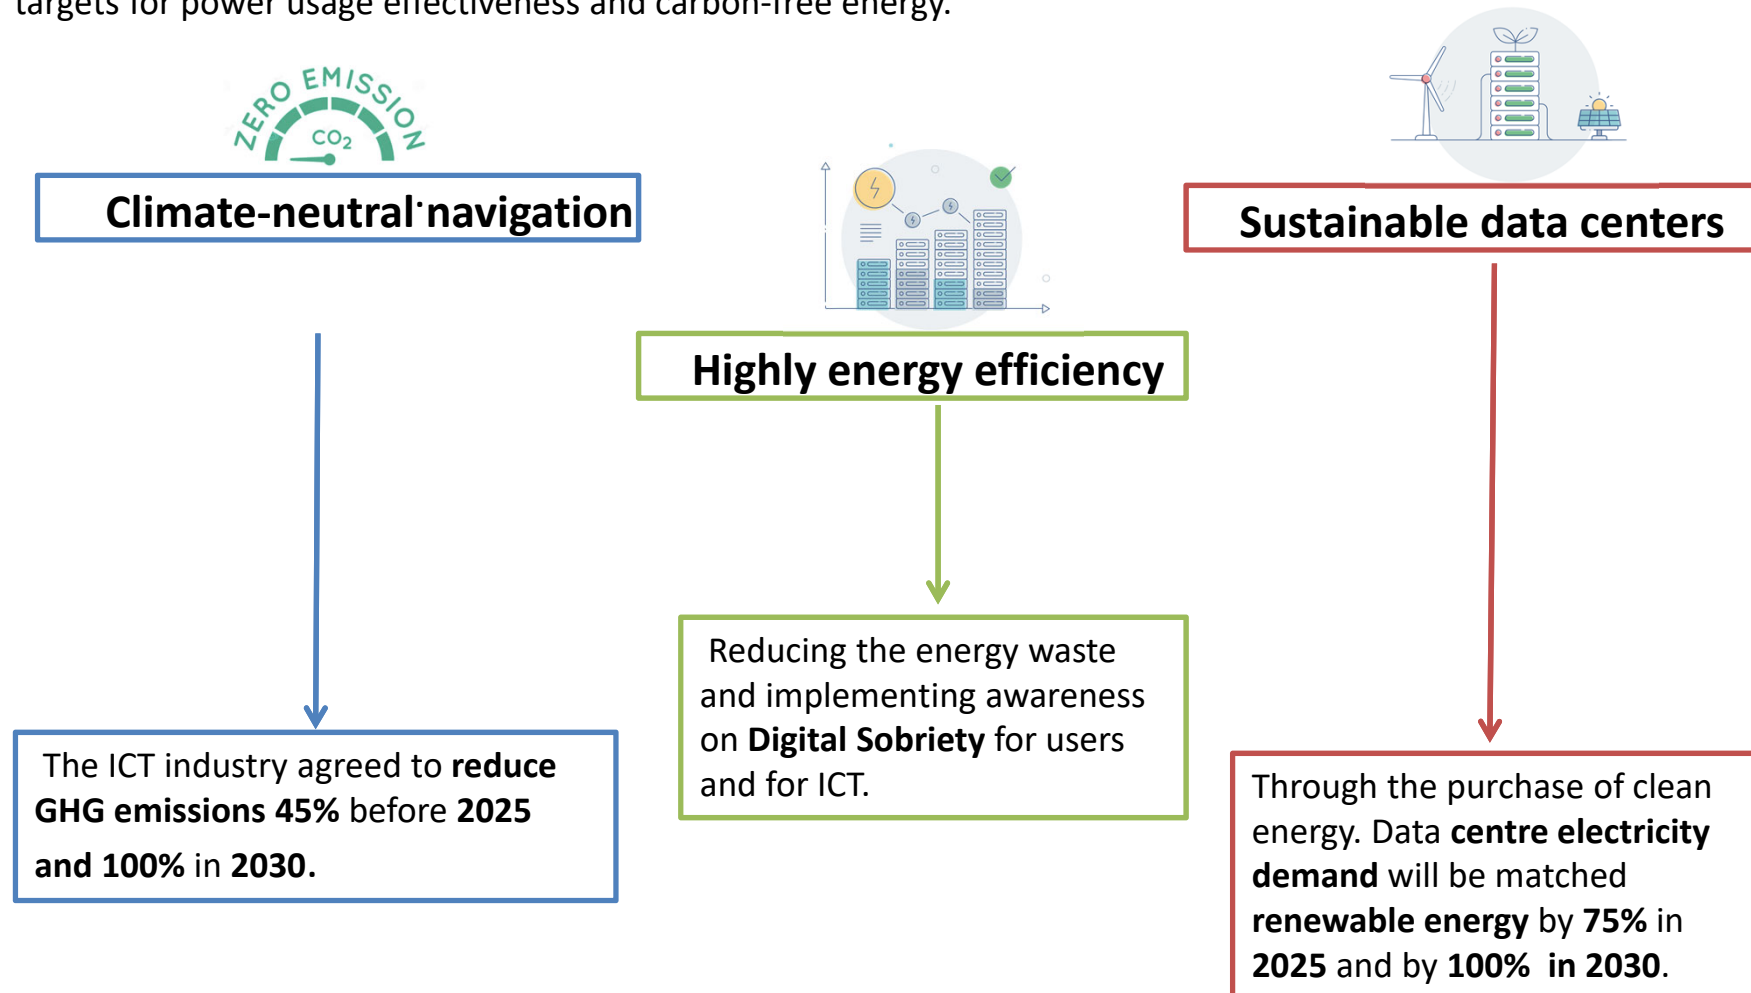 targets for power usage effectiveness and carbon-free energy.
ZERO EMISSION
CO2
Climate-neutral navigation
Highly energy efficiency
Sustainable data centers
The ICT industry agreed to reduce
GHG emissions 45% before 2025
and 100% in 2030.
Reducing the energy waste
and implementing awareness
on Digital Sobriety for users
and for ICT.
Through the purchase of clean
energy. Data centre electricity
demand will be matched
renewable energy by 75% in
2025 and by 100% in 2030.